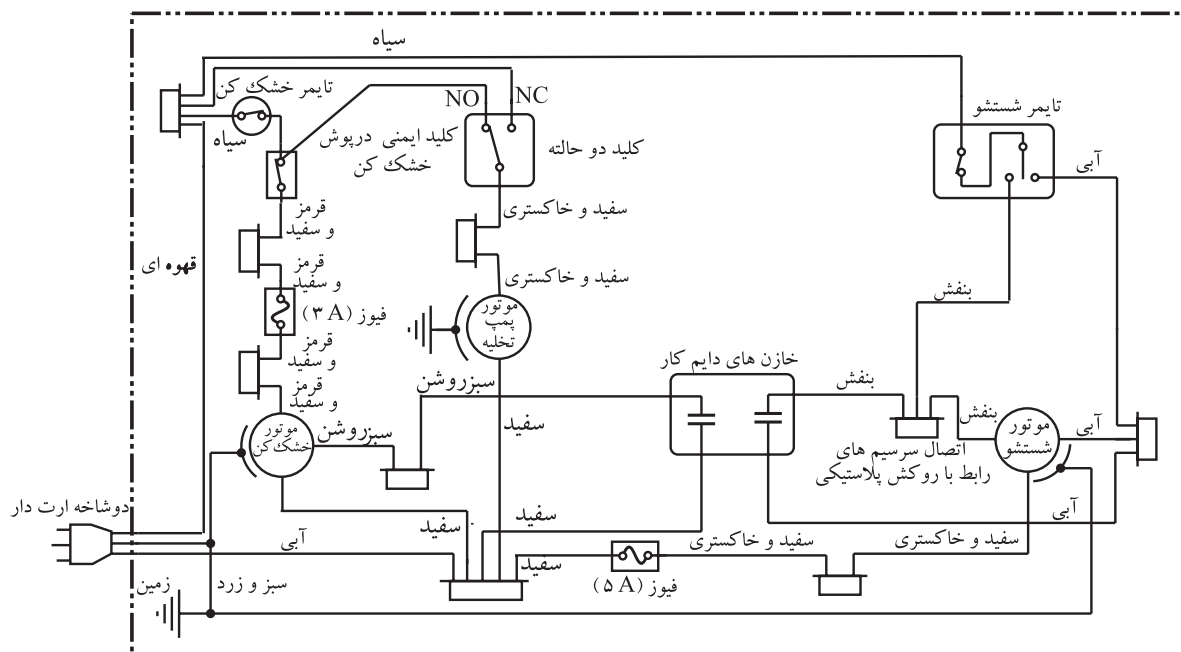 سیاه
تایمر خشک کن
NO
NC
تایمر شستشو
سیاه
کلید ایمنی درپوش
خشک کن
کلید دو حالته
آبی
قرمز
و سفید
سفید و خاکستری
قهوه ای
قرمز
و سفید
سفید و خاکستری
بنفش
فیوز (۳ A)
موتور
پمپ
تخلیه
قرمز
و سفید
خازن های دایم کار
قرمز
و سفید
سبزروشن
بنفش
موتور
خشک کن
سبزروشن
سفید
بنفش
موتور
شستشو
آبی
اتصال سرسیم های
رابط با روکش پلاستیکی
دوشاخه ارت دار
سفید
سفید
آبی
آبی
سفید و خاکستری
سفید و خاکستری
سفید
زمین
سبز و زرد
فیوز (۵ A)